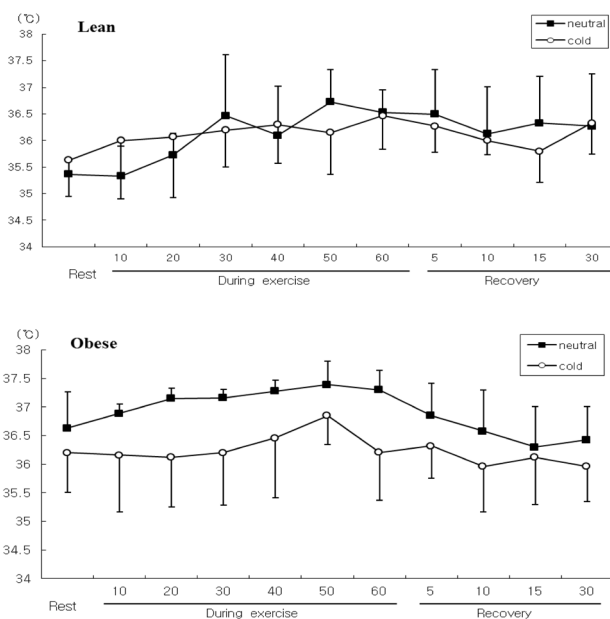 (℃)
Lean
neutral
cold
38
37.5
37
36.5
36
35.5
35
34.5
34
10 20 30 40 50 60 5 10 15 30
Rest
During exercise
Recovery
(℃)
Obese
neutral
cold
38
37.5
37
36.5
36
35.5
35
34.5
34
10 20 30 40 50 60 5 10 15 30
Rest
During exercise
Recovery